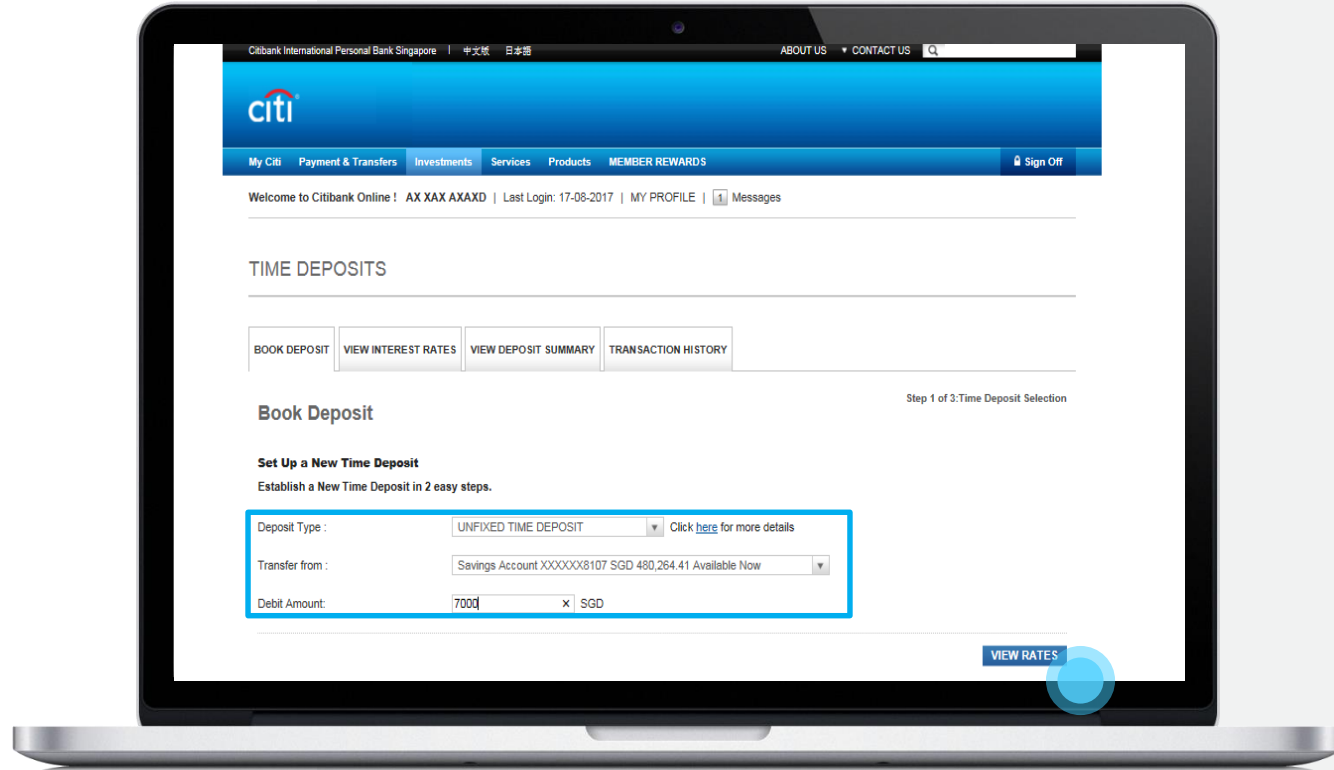 Citibank International Personal Bank Singapore | 中文版 日本語 ABOUT US ▼ CONTACT US
citi®
My Citi Payment & Transfers Investments Services Products MEMBER REWARDS Sign Off
Welcome to Citibank Online ! AX XAX AXAXD | Last Login: 17-08-2017 | MY PROFILE | 1 Messages
TIME DEPOSITS
BOOK DEPOSIT VIEW INTEREST RATES VIEW DEPOSIT SUMMARY TRANSACTION HISTORY
Step 1 of 3:Time Deposit Selection
Book Deposit
Set Up a New Time Deposit
Establish a New Time Deposit in 2 easy steps.
Deposit Type : UNFIXED TIME DEPOSIT Click here for more details
Transfer from : Savings Account XXXXXX8107 SGD 480,264.41 Available Now
Debit Amount: 7000 × SGD
VIEW RATES